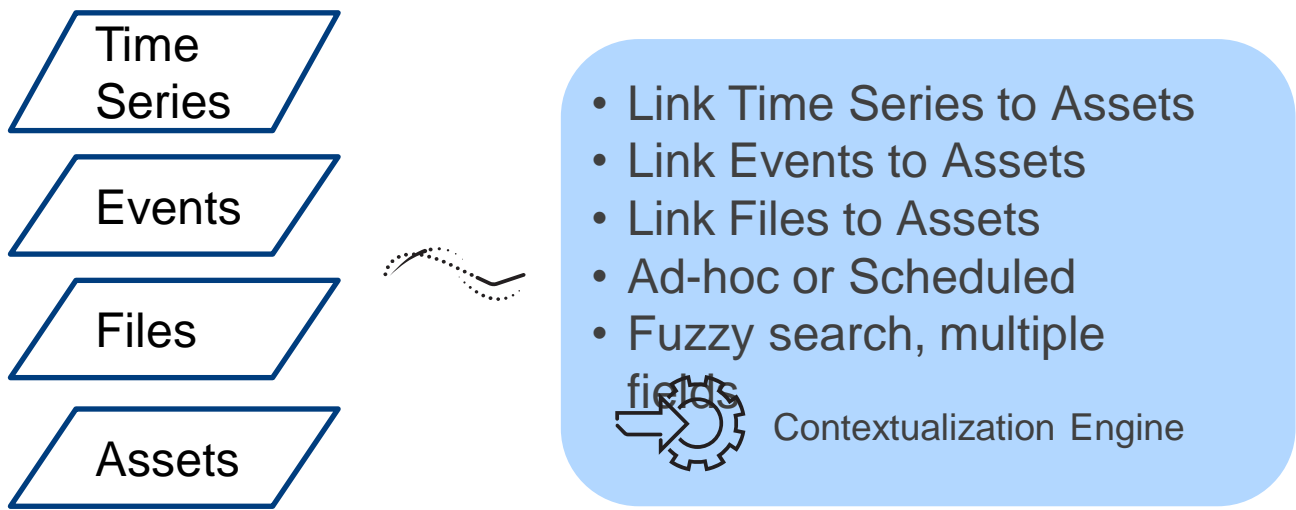 Time
Series
Events
Files
Assets
• Link Time Series to Assets
• Link Events to Assets
• Link Files to Assets
• Ad-hoc or Scheduled
• Fuzzy search, multiple
fields
Contextualization Engine